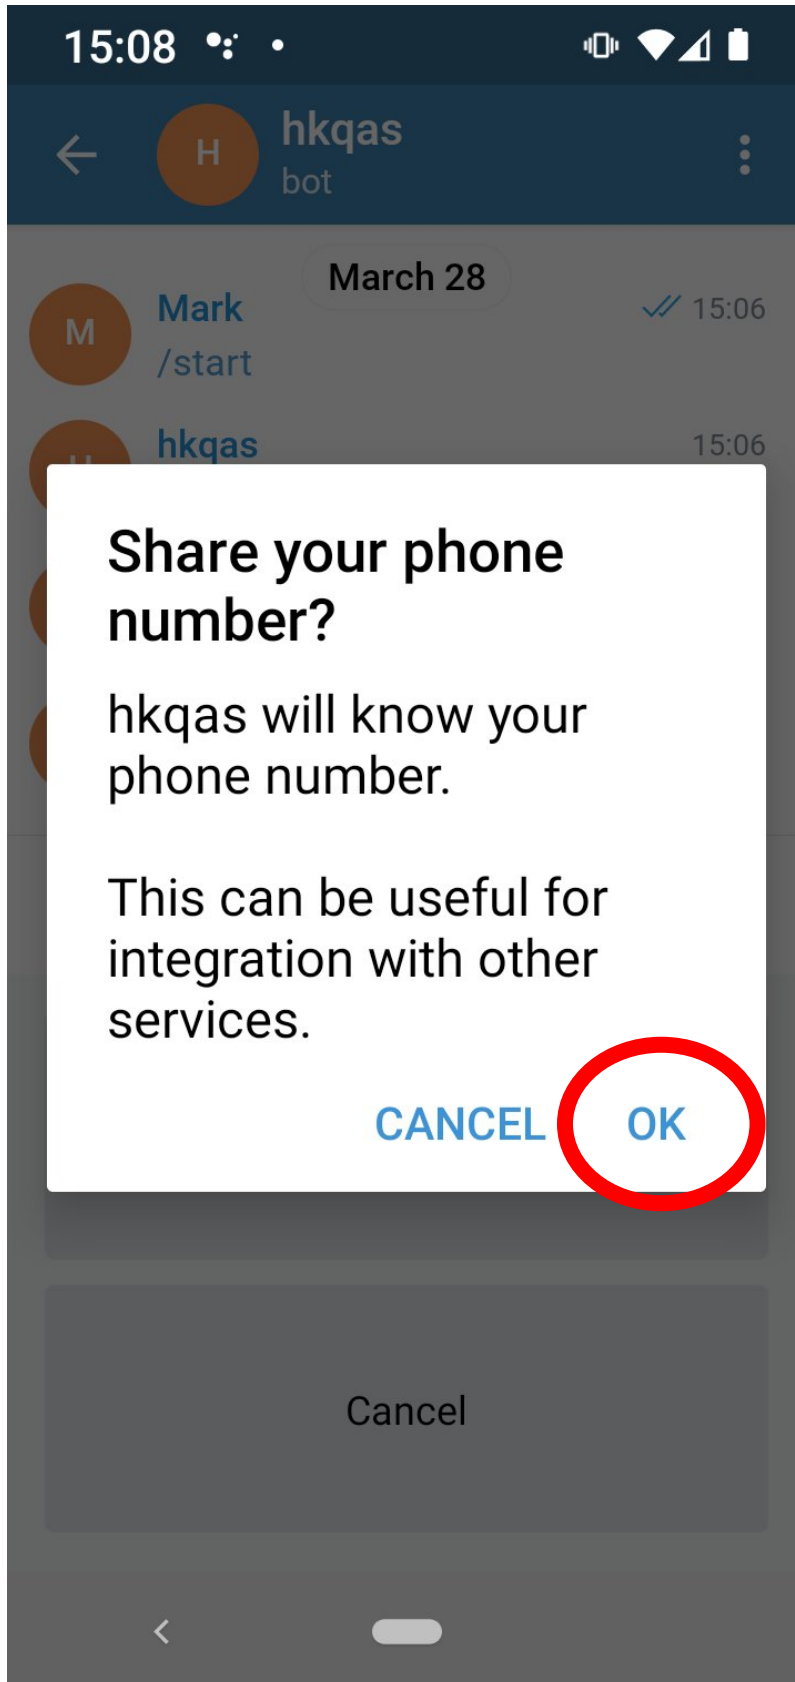 15:08
H
hkqas
bot
March 28
M
Mark
15:06
/start
hkqas
15:06
Share your phone
number?
hkqas will know your
phone number.
This can be useful for
integration with other
services.
CANCEL
OK
Cancel